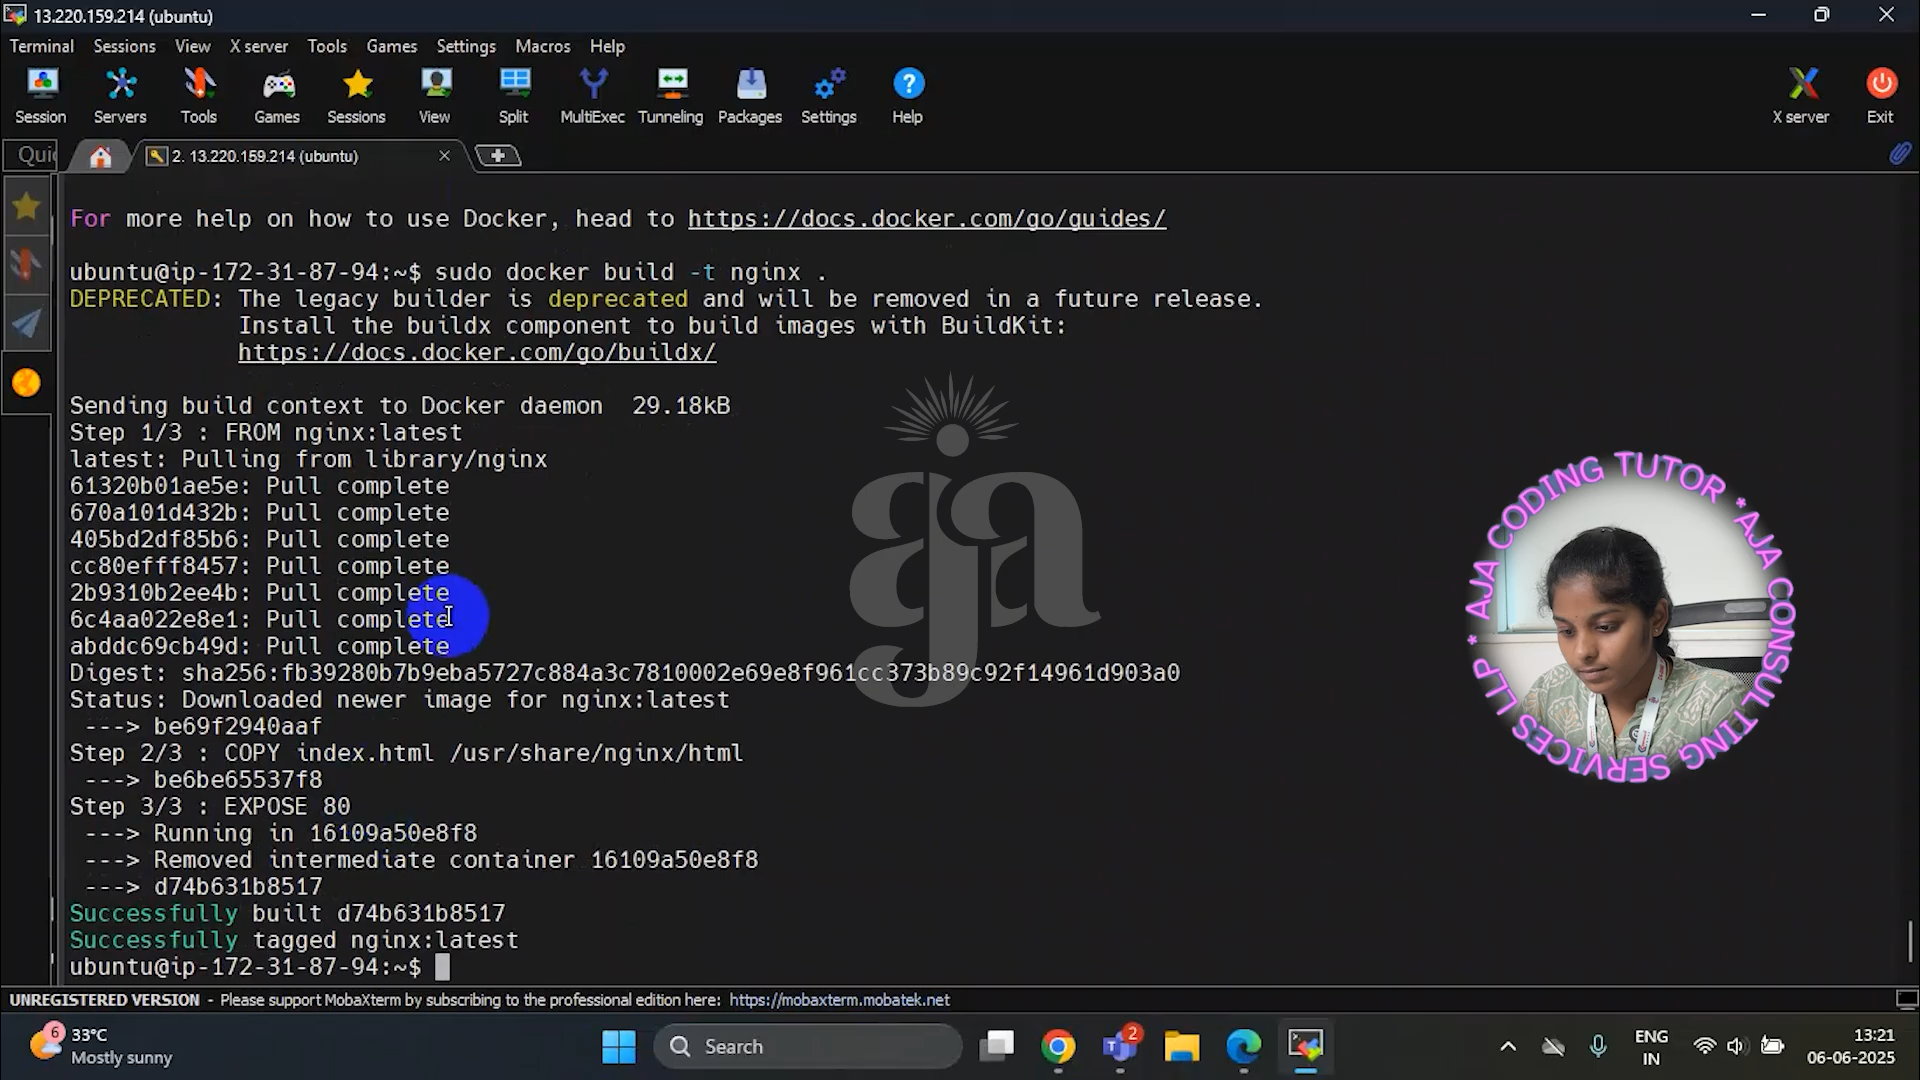 13.220.159.214 (ubuntu)
Terminal Sessions View X server Tools Games Settings Macros Help
Session Servers Tools Games Sessions View Split MultiExec Tunneling Packages Settings Help X server Exit
Quic
2. 13.220.159.214 (ubuntu)
For more help on how to use Docker, head to https://docs.docker.com/go/guides/
ubuntu@ip-172-31-87-94:~$ sudo docker build -t nginx .
DEPRECATED: The legacy builder is deprecated and will be removed in a future release.
Install the buildx component to build images with BuildKit:
https://docs.docker.com/go/buildx/
Sending build context to Docker daemon 29.18kB
Step 1/3 : FROM nginx:latest
latest: Pulling from library/nginx
61320b01ae5e: Pull complete
670a101d432b: Pull complete
405bd2df85b6: Pull complete
cc80efff8457: Pull complete
2b9310b2ee4b: Pull complete
6c4aa022e8e1: Pull complete
abddc69cb49d: Pull complete
Digest: sha256:fb39280b7b9eba5727c884a3c7810002e69e8f961cc373b89c92f14961d903a0
Status: Downloaded newer image for nginx:latest
---> be69f2940aaf
Step 2/3 : COPY index.html /usr/share/nginx/html
---> be6be65537f8
Step 3/3 : EXPOSE 80
---> Running in 16109a50e8f8
---> Removed intermediate container 16109a50e8f8
---> d74b631b8517
Successfully built d74b631b8517
Successfully tagged nginx:latest
ubuntu@ip-172-31-87-94:~$
aja
* AJA CODING TUTOR * AJA CONSULTING SERVICES LLP
UNREGISTERED VERSION - Please support MobaXterm by subscribing to the professional edition here: https://mobaxterm.mobatek.net
6
33°C
Mostly sunny
Search
2
ENG
IN
13:21
06-06-2025